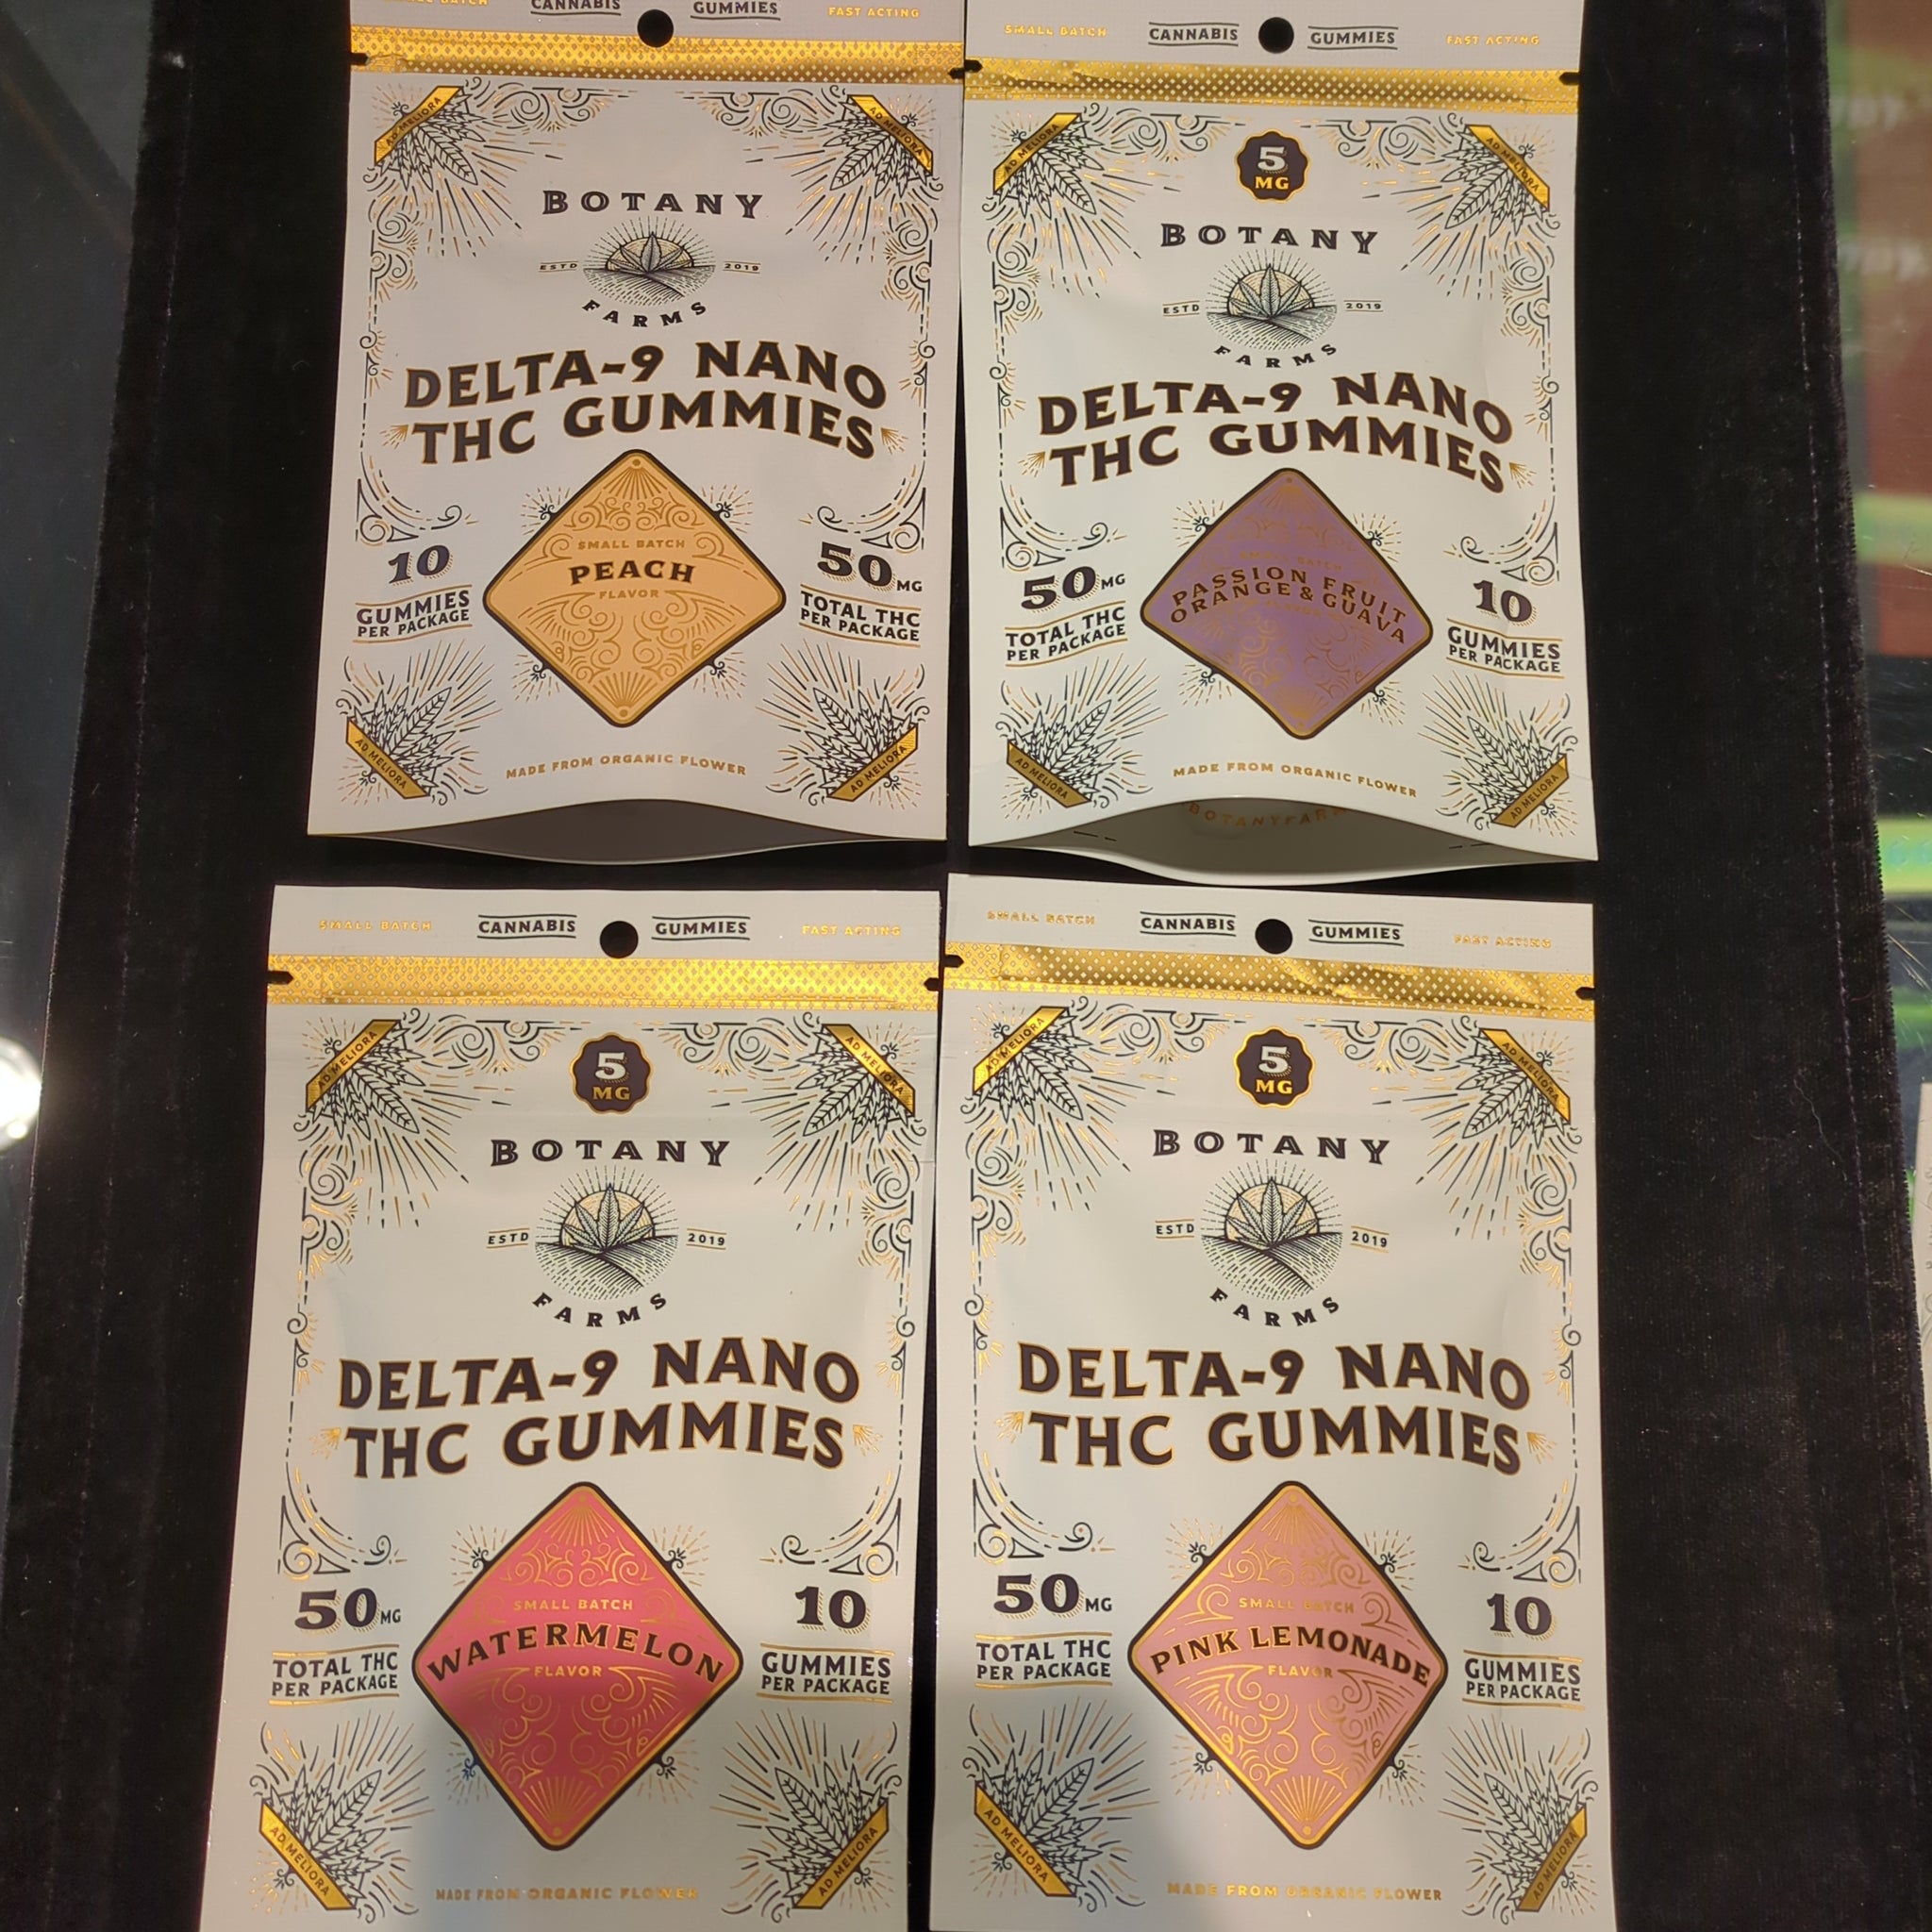 CANNABIS GUMMIES
FAST ACTING
AD MELIORA
AD MELIORA
BOTANY
ESTD 2019
FARMS
DELTA-9 NANO
THC GUMMIES
10
GUMMIES
PER PACKAGE
SMALL BATCH
PEACH
FLAVOR
50MG
TOTAL THC
PER PACKAGE
AD MELIORA
MADE FROM ORGANIC FLOWER
AD MELIORA
SMALL BATCH
CANNABIS GUMMIES
FAST ACTING
AD MELIORA
5
MG
AD MELIORA
BOTANY
ESTD 2019
FARMS
DELTA-9 NANO
THC GUMMIES
50MG
TOTAL THC
PER PACKAGE
SMALL BATCH
PASSION FRUIT
ORANGE & GUAVA
10
GUMMIES
PER PACKAGE
AD MELIORA
MADE FROM ORGANIC FLOWER
AD MELIORA
SMALL BATCH
CANNABIS GUMMIES
FAST ACTING
AD MELIORA
5
MG
AD MELIORA
BOTANY
ESTD 2019
FARMS
DELTA-9 NANO
THC GUMMIES
50MG
TOTAL THC
PER PACKAGE
SMALL BATCH
WATERMELON
FLAVOR
10
GUMMIES
PER PACKAGE
AD MELIORA
MADE FROM ORGANIC FLOWER
AD MELIORA
SMALL BATCH
CANNABIS GUMMIES
FAST ACTING
AD MELIORA
5
MG
AD MELIORA
BOTANY
ESTD 2019
FARMS
DELTA-9 NANO
THC GUMMIES
50MG
TOTAL THC
PER PACKAGE
SMALL BATCH
PINK LEMONADE
FLAVOR
10
GUMMIES
PER PACKAGE
AD MELIORA
MADE FROM ORGANIC FLOWER
AD MELIORA